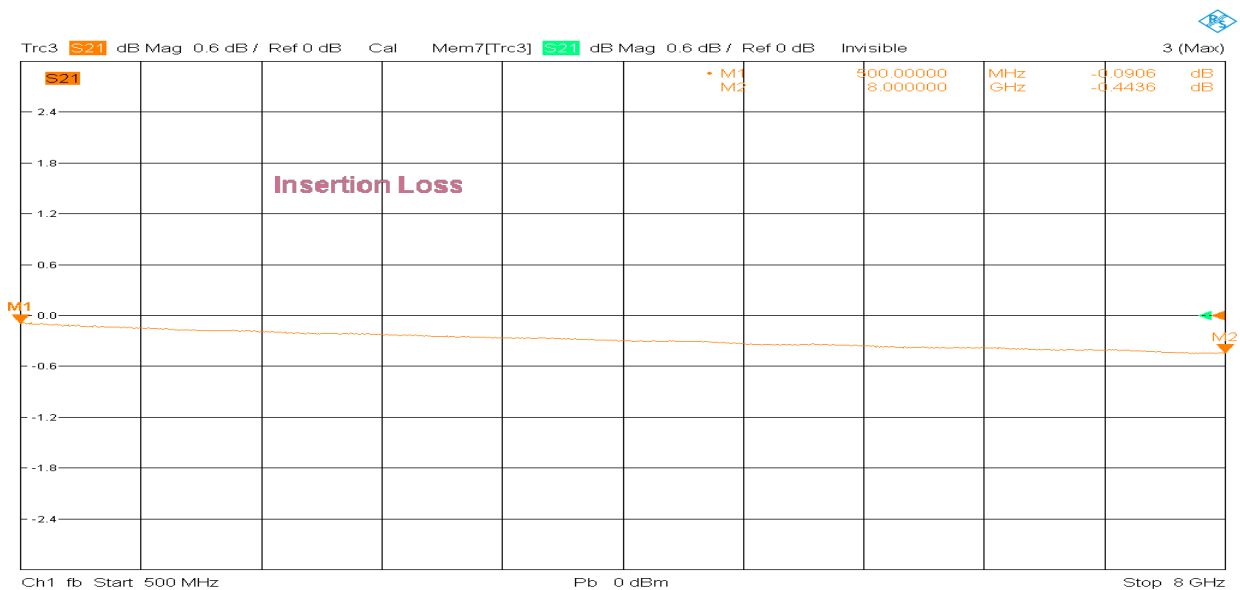 R&S
Trc3 S21 dB Mag 0.6 dB / Ref 0 dB Cal Mem7[Trc3] S21 dB Mag 0.6 dB / Ref 0 dB Invisible 3 (Max)
S21
• M1 500.00000 MHz -0.0906 dB
M2 8.000000 GHz -0.4436 dB
2.4
1.8
Insertion Loss
1.2
0.6
M1
0.0
M2
-0.6
-1.2
-1.8
-2.4
Ch1 fb Start 500 MHz Pb 0 dBm Stop 8 GHz